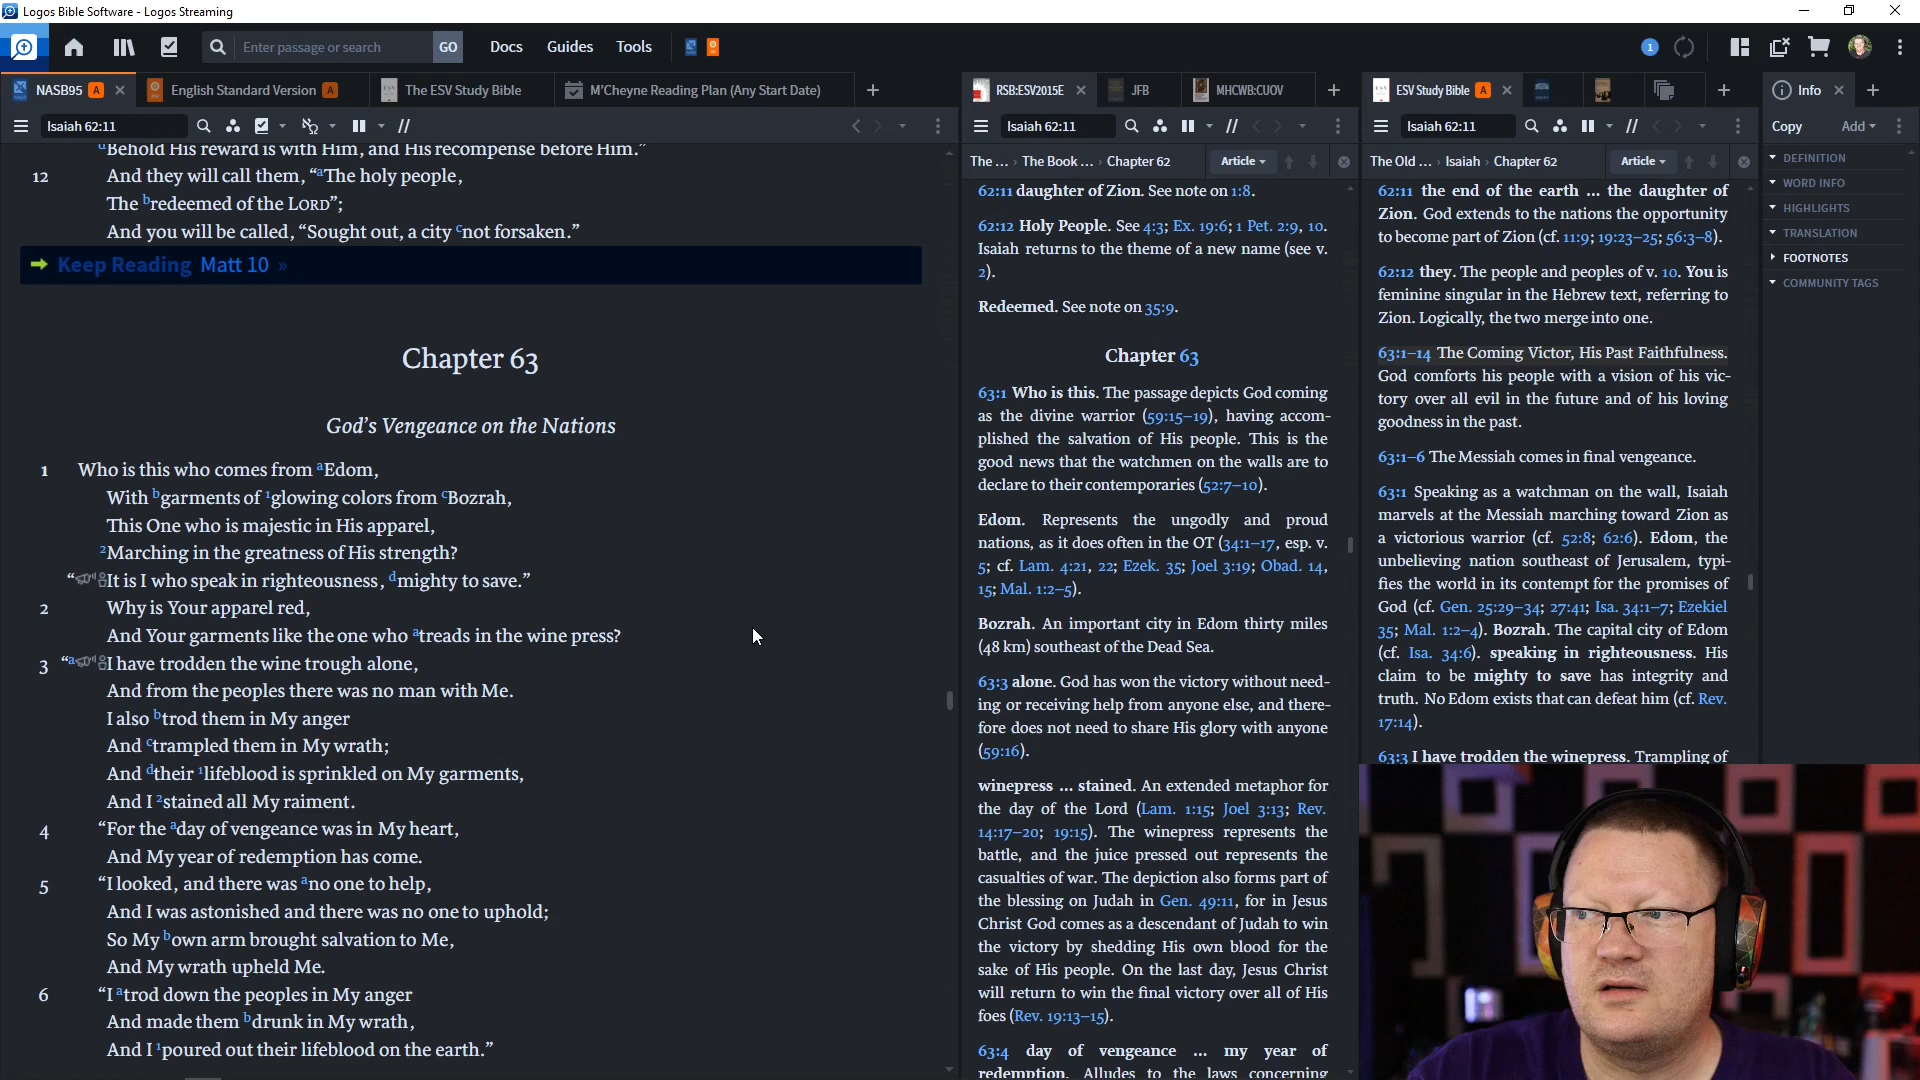 Logos Bible Software - Logos Streaming
Enter passage or search
GO
Docs
Guides
Tools
1
NASB95 A
English Standard Version A
The ESV Study Bible
M'Cheyne Reading Plan (Any Start Date)
Isaiah 62:11
aBehold His reward is with Him, and His recompense before Him.”
12 And they will call them, “aThe holy people,
The bredeemed of the LORD”;
And you will be called, “Sought out, a city cnot forsaken.”
Keep Reading Matt 10 »
Chapter 63
God’s Vengeance on the Nations
1 Who is this who comes from aEdom,
With bgarments of 1glowing colors from cBozrah,
This One who is majestic in His apparel,
2Marching in the greatness of His strength?
“It is I who speak in righteousness, dmighty to save.”
2 Why is Your apparel red,
And Your garments like the one who atreads in the wine press?
3 “aI have trodden the wine trough alone,
And from the peoples there was no man with Me.
I also btrod them in My anger
And ctrampled them in My wrath;
And dtheir 1lifeblood is sprinkled on My garments,
And I 2stained all My raiment.
4 “For the aday of vengeance was in My heart,
And My year of redemption has come.
5 “I looked, and there was ano one to help,
And I was astonished and there was no one to uphold;
So My bown arm brought salvation to Me,
And My wrath upheld Me.
6 “I atrod down the peoples in My anger
And made them bdrunk in My wrath,
And I 1poured out their lifeblood on the earth.”
RSB:ESV2015E
JFB
MHCWB:CUOV
Isaiah 62:11
The ... › The Book ... › Chapter 62
Article
62:11 daughter of Zion. See note on 1:8.
62:12 Holy People. See 4:3; Ex. 19:6; 1 Pet. 2:9, 10.
Isaiah returns to the theme of a new name (see v.
2).
Redeemed. See note on 35:9.
Chapter 63
63:1 Who is this. The passage depicts God coming
as the divine warrior (59:15–19), having accom-
plished the salvation of His people. This is the
good news that the watchmen on the walls are to
declare to their contemporaries (52:7–10).
Edom. Represents the ungodly and proud
nations, as it does often in the OT (34:1–17, esp. v.
5; cf. Lam. 4:21, 22; Ezek. 35; Joel 3:19; Obad. 14,
15; Mal. 1:2–5).
Bozrah. An important city in Edom thirty miles
(48 km) southeast of the Dead Sea.
63:3 alone. God has won the victory without need-
ing or receiving help from anyone else, and there-
fore does not need to share His glory with anyone
(59:16).
winepress ... stained. An extended metaphor for
the day of the Lord (Lam. 1:15; Joel 3:13; Rev.
14:17–20; 19:15). The winepress represents the
battle, and the juice pressed out represents the
casualties of war. The depiction also forms part of
the blessing on Judah in Gen. 49:11, for in Jesus
Christ God comes as a descendant of Judah to win
the victory by shedding His own blood for the
sake of His people. On the last day, Jesus Christ
will return to win the final victory over all of His
foes (Rev. 19:13–15).
63:4 day of vengeance ... my year of
redemption. Alludes to the laws concerning
ESV Study Bible A
Isaiah 62:11
The Old ... › Isaiah › Chapter 62
Article
62:11 the end of the earth ... the daughter of
Zion. God extends to the nations the opportunity
to become part of Zion (cf. 11:9; 19:23–25; 56:3–8).
62:12 they. The people and peoples of v. 10. You is
feminine singular in the Hebrew text, referring to
Zion. Logically, the two merge into one.
63:1–14 The Coming Victor, His Past Faithfulness.
God comforts his people with a vision of his vic-
tory over all evil in the future and of his loving
goodness in the past.
63:1–6 The Messiah comes in final vengeance.
63:1 Speaking as a watchman on the wall, Isaiah
marvels at the Messiah marching toward Zion as
a victorious warrior (cf. 52:8; 62:6). Edom, the
unbelieving nation southeast of Jerusalem, typi-
fies the world in its contempt for the promises of
God (cf. Gen. 25:29–34; 27:41; Isa. 34:1–7; Ezekiel
35; Mal. 1:2–4). Bozrah. The capital city of Edom
(cf. Isa. 34:6). speaking in righteousness. His
claim to be mighty to save has integrity and
truth. No Edom exists that can defeat him (cf. Rev.
17:14).
63:3 I have trodden the winepress. Trampling of
Info
Copy
Add
DEFINITION
WORD INFO
HIGHLIGHTS
TRANSLATION
FOOTNOTES
COMMUNITY TAGS